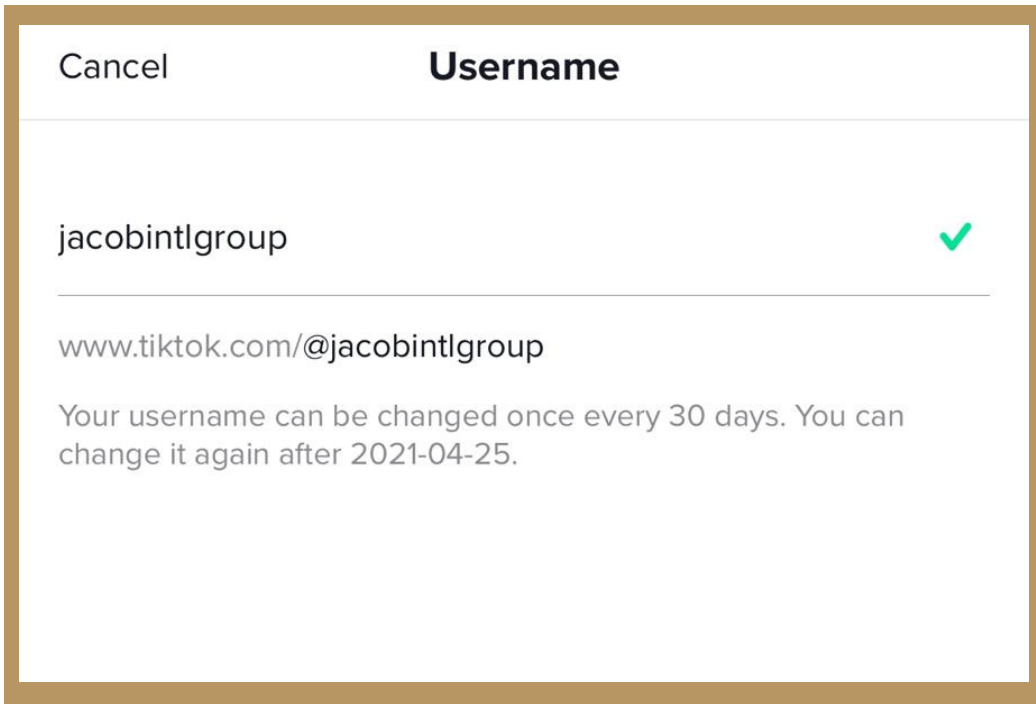 Cancel Username
jacobintlgroup
www.tiktok.com/@jacobintlgroup
Your username can be changed once every 30 days. You can
change it again after 2021-04-25.